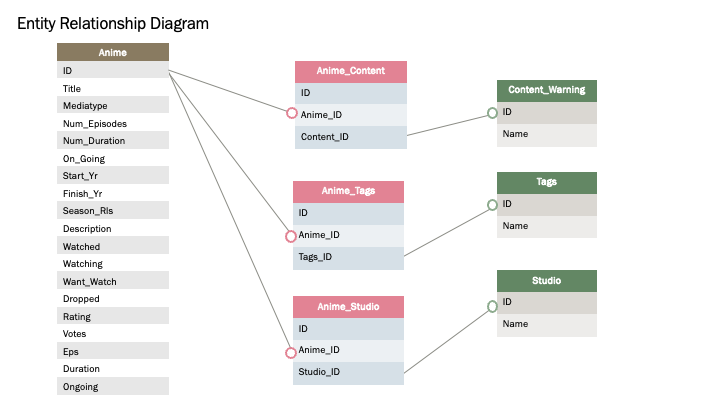 Entity Relationship Diagram
Anime
ID
Title
Mediatype
Num_Episodes
Num_Duration
On_Going
Start_Yr
Finish_Yr
Season_Rls
Description
Watched
Watching
Want_Watch
Dropped
Rating
Votes
Eps
Duration
Ongoing
Anime_Content
ID
Anime_ID
Content_ID
Anime_Tags
ID
Anime_ID
Tags_ID
Anime_Studio
ID
Anime_ID
Studio_ID
Content_Warning
ID
Name
Tags
ID
Name
Studio
ID
Name